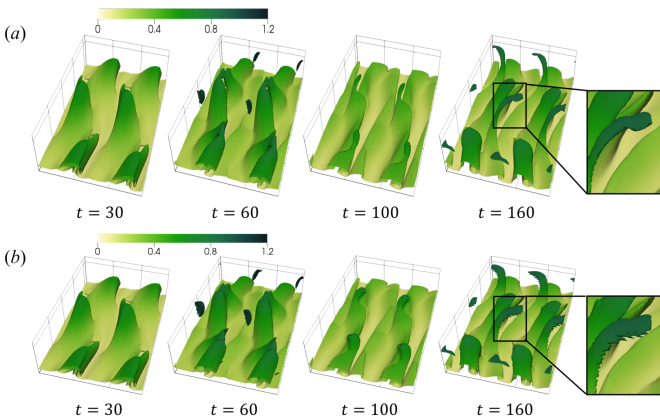 0 0.4 0.8 1.2
(a)
t = 30 t = 60 t = 100 t = 160
0 0.4 0.8 1.2
(b)
t = 30 t = 60 t = 100 t = 160